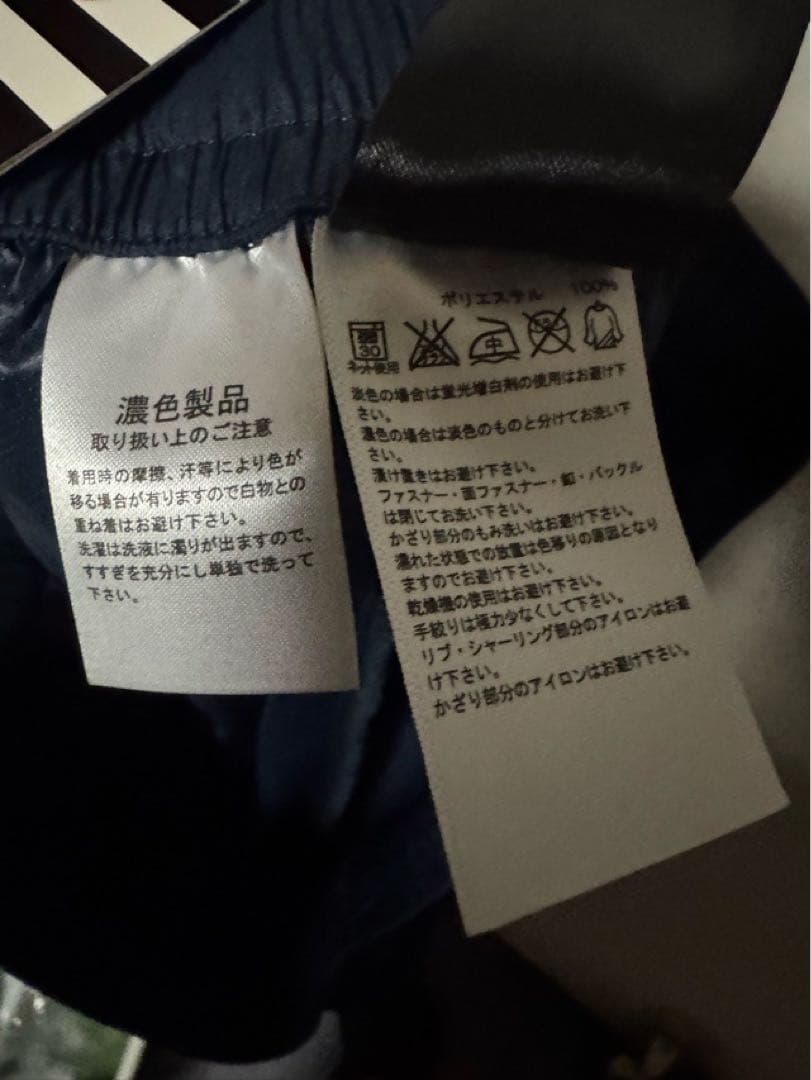 濃色製品
取り扱い上のご注意
着用時の摩擦、汗等により色が
移る場合が有りますので白物との
重ね着はお避け下さい。
洗濯は洗液に濁りが出ますので、
すすぎを充分にし単独で洗って
下さい。
ポリエステル 100%
30
中
ネット使用
淡色の場合は蛍光増白剤の使用はお避け下
さい。
濃色の場合は淡色のものと分けてお洗い下
さい。
漬け置きはお避け下さい。
ファスナー・面ファスナー・釦・バックル
は閉じてお洗い下さい。
かざり部分のもみ洗いはお避け下さい。
濡れた状態での放置は色移りの原因となり
ますのでお避け下さい。
乾燥機の使用はお避け下さい。
手絞りは極力少なくして下さい。
リブ・シャーリング部分のアイロンはお避
け下さい。
かざり部分のアイロンはお避け下さい。